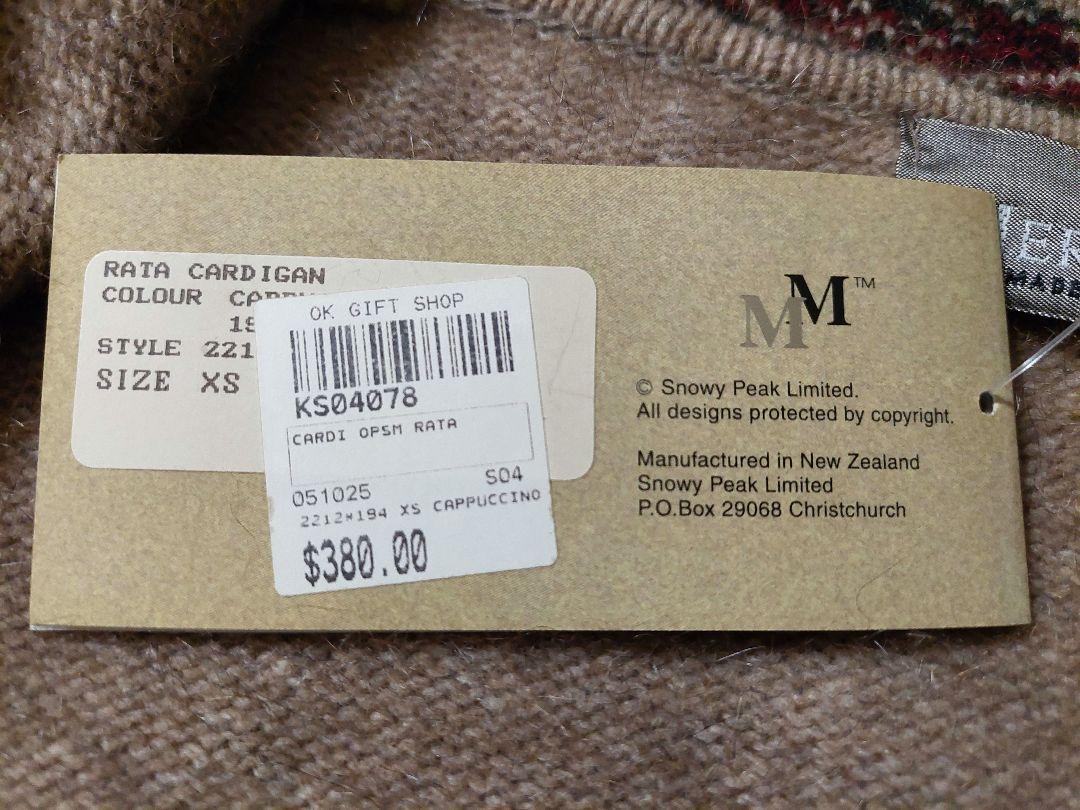 RATA CARDIGAN
COLOUR
STYLE 221
SIZE XS
OK GIFT SHOP
KS04078
CARDI OPSM RATA
051025 S04
2212*194 XS CAPPUCCINO
$380.00
MM™
© Snowy Peak Limited.
All designs protected by copyright.
Manufactured in New Zealand
Snowy Peak Limited
P.O.Box 29068 Christchurch